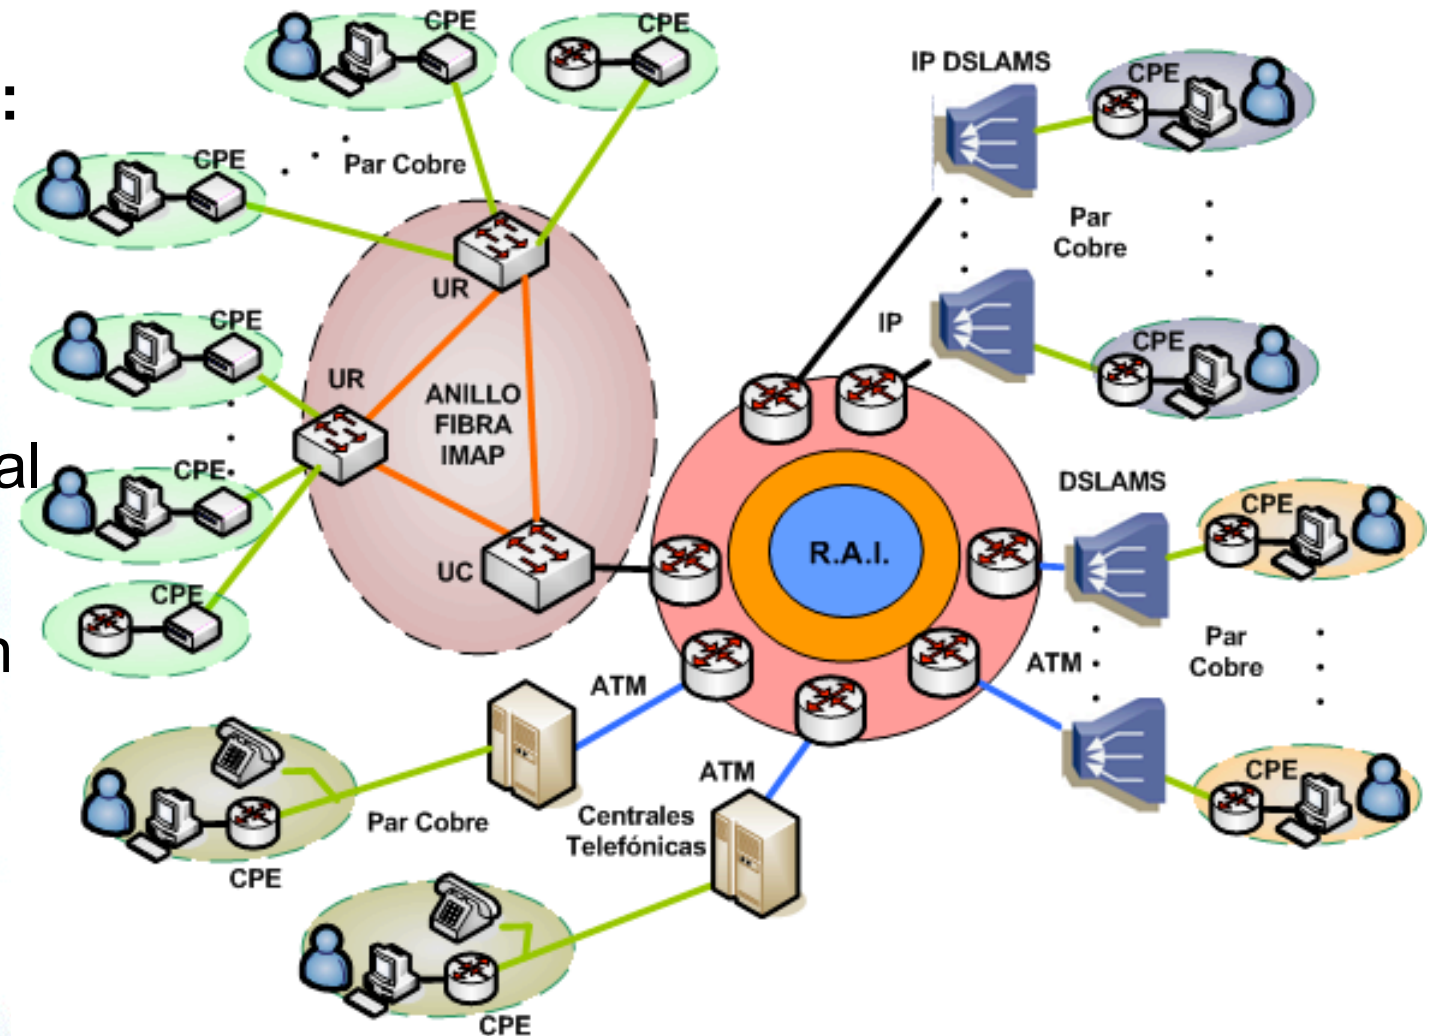 CPE
CPE
:
IP DSLAMS
CPE
CPE
Par Cobre
Par
Cobre
UR
IP
CPE
CPE
UR
ANILLO
FIBRA
IMAP
al
CPE
DSLAMS
CPE
R.A.I.
UC
CPE
n
ATM
Par
Cobre
ATM
CPE
ATM
Par Cobre
Centrales
Telefónicas
CPE
CPE